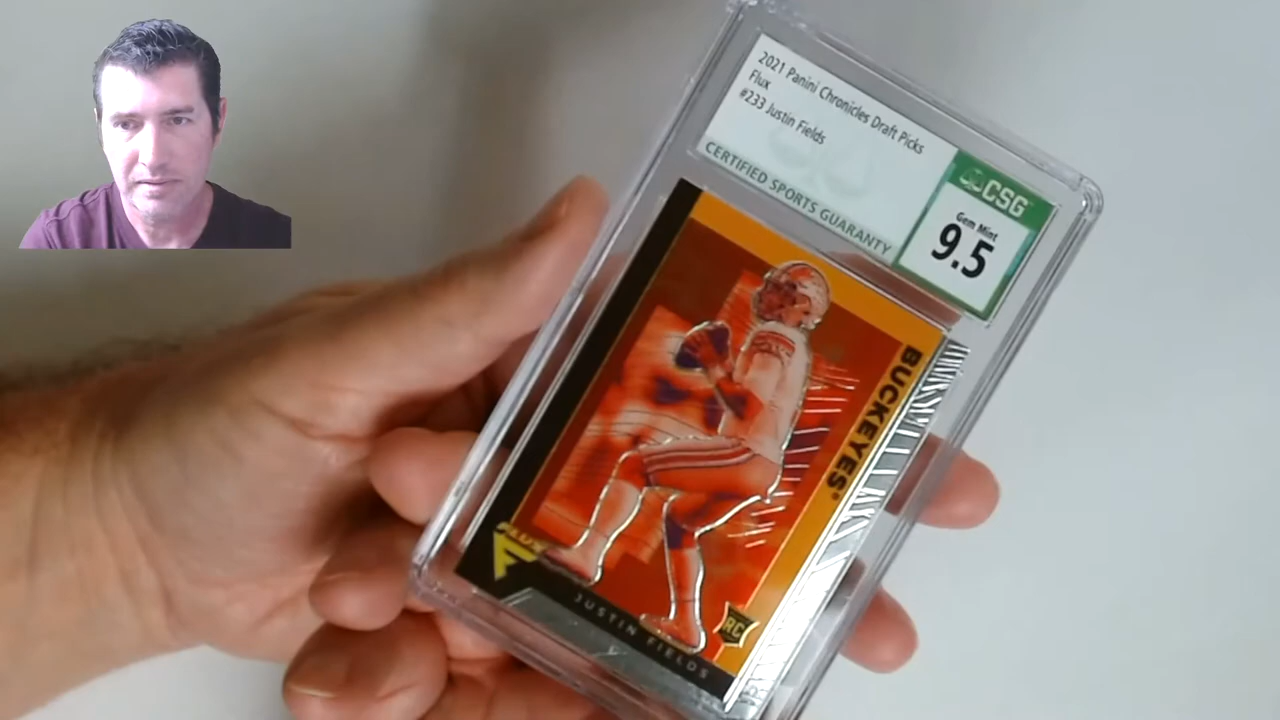 2021 Panini Chronicles Draft Picks
Flux
#233 Justin Fields
CERTIFIED SPORTS GUARANTY
CSG
Gem Mint
9.5
BUCKEYES
FLUX
JUSTIN FIELDS
RC